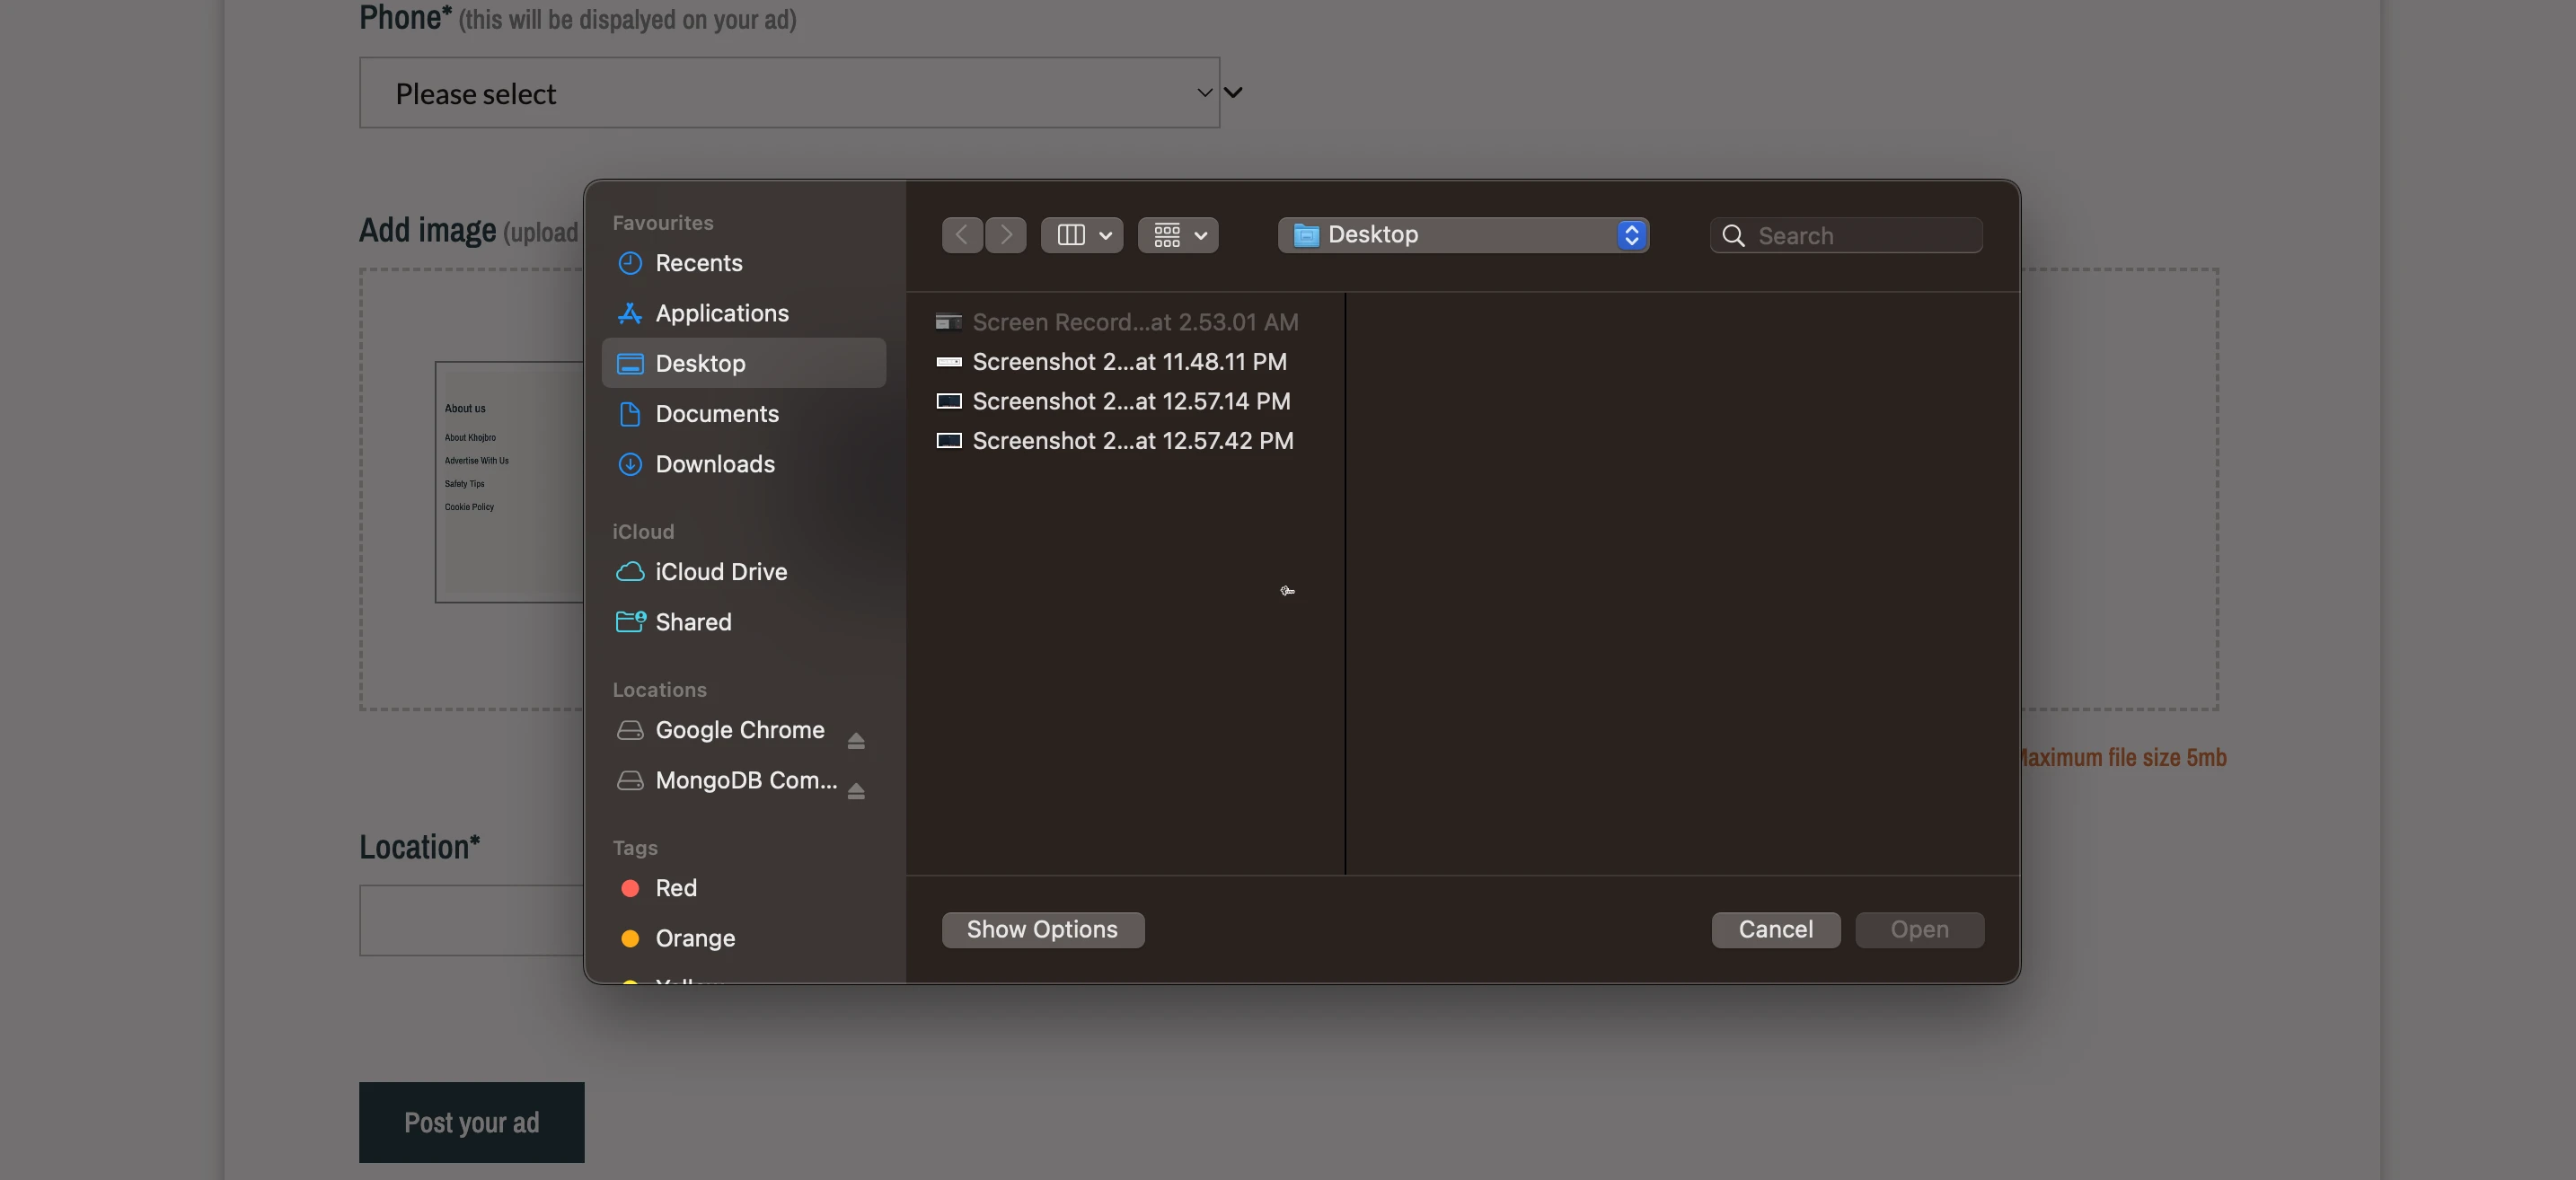 Phone* (this will be dispalyed on your ad)
Please select
Add image (upload
About us
About Khojbro
Advertise With Us
Safety Tips
Cookie Policy
Maximum file size 5mb
Location*
Post your ad
Favourites
Recents
Applications
Desktop
Documents
Downloads
iCloud
iCloud Drive
Shared
Locations
Google Chrome
MongoDB Com...
Tags
Red
Orange
Yellow
Desktop
Search
Screen Record...at 2.53.01 AM
Screenshot 2...at 11.48.11 PM
Screenshot 2...at 12.57.14 PM
Screenshot 2...at 12.57.42 PM
Show Options
Cancel
Open